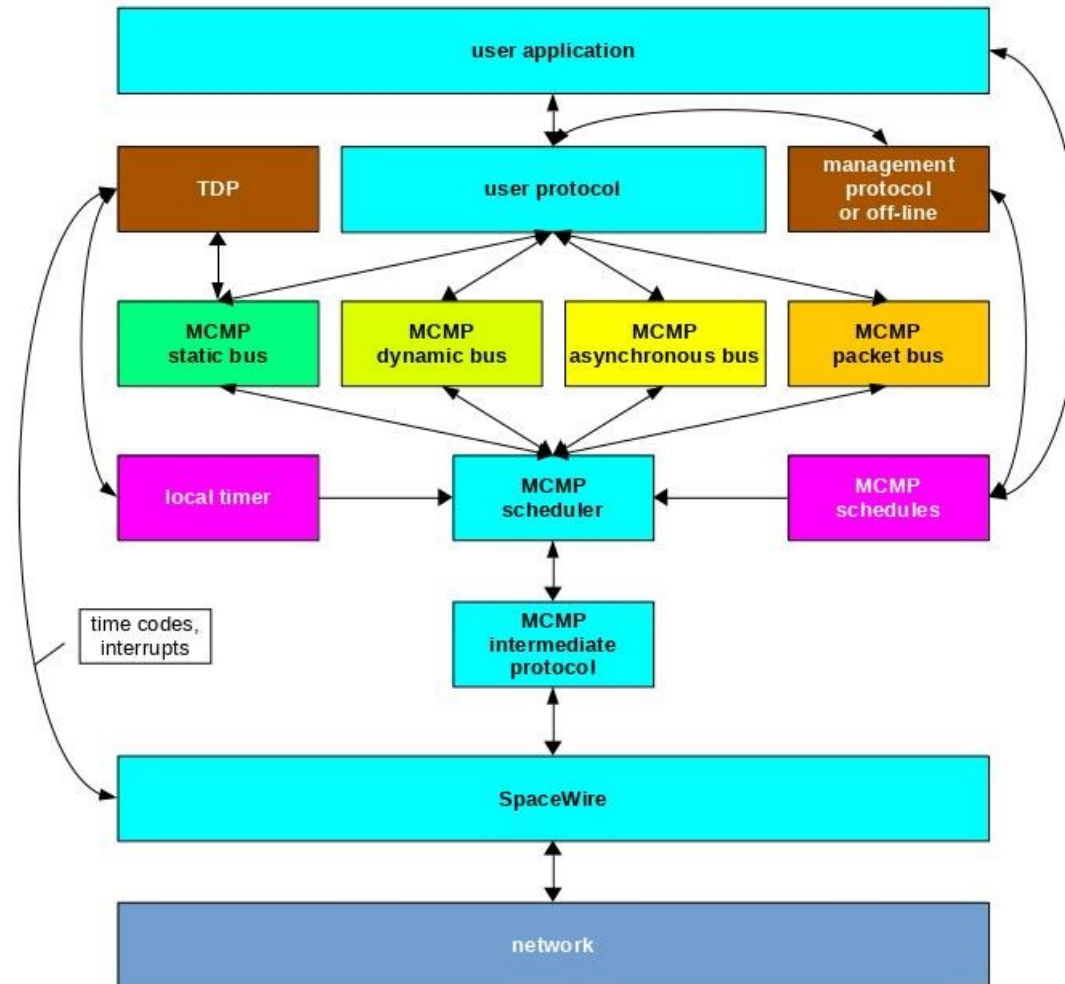 user application
TDP
user protocol
management
protocol
or off-line
MCMP
static bus
MCMP
dynamic bus
MCMP
asynchronous bus
MCMP
packet bus
local timer
MCMP
scheduler
MCMP
schedules
time codes,
interrupts
MCMP
intermediate
protocol
SpaceWire
network